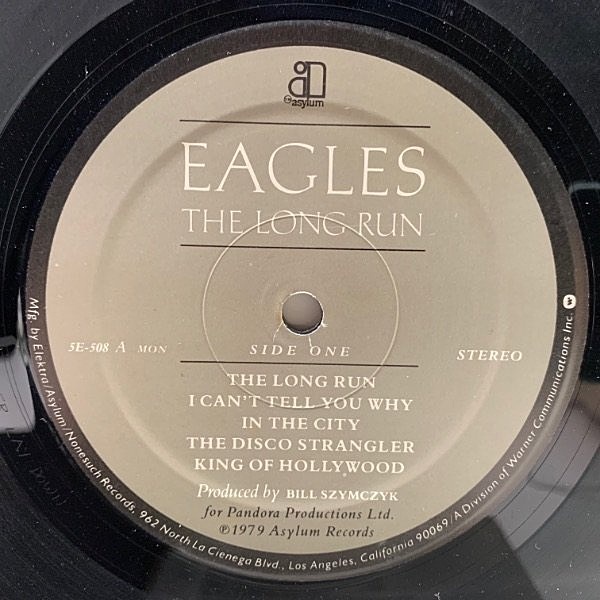 asylum
EAGLES
THE LONG RUN
5E-508 A MON
SIDE ONE
STEREO
THE LONG RUN
I CAN'T TELL YOU WHY
IN THE CITY
THE DISCO STRANGLER
KING OF HOLLYWOOD
Produced by BILL SZYMCZYK
for Pandora Productions Ltd.
℗1979 Asylum Records
Mfg. by Elektra/Asylum/Nonesuch Records, 962 North La Cienega Blvd., Los Angeles, California 90069/A Division of Warner Communications Inc.